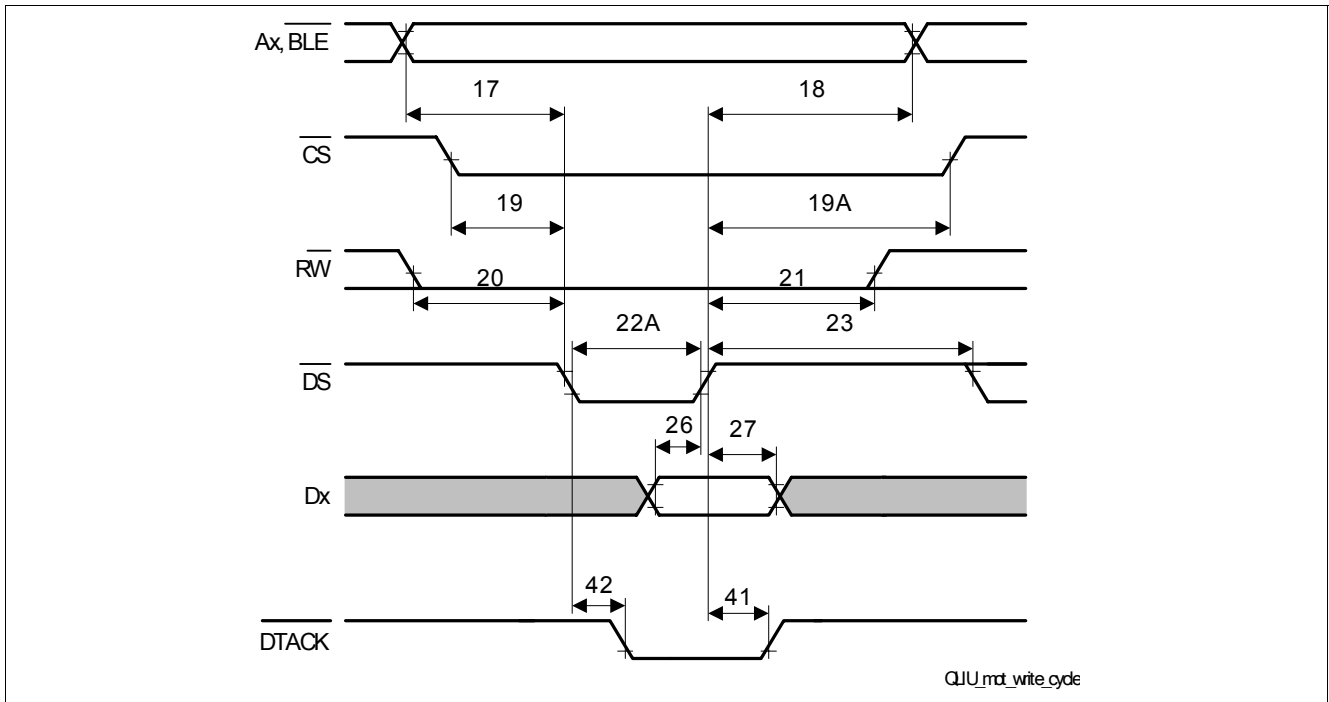 Ax, BLE
17 18
CS
19 19A
RW
20 21
22A 23
DS
26 27
Dx
42 41
DTACK
QLIU_mot_write_cycle